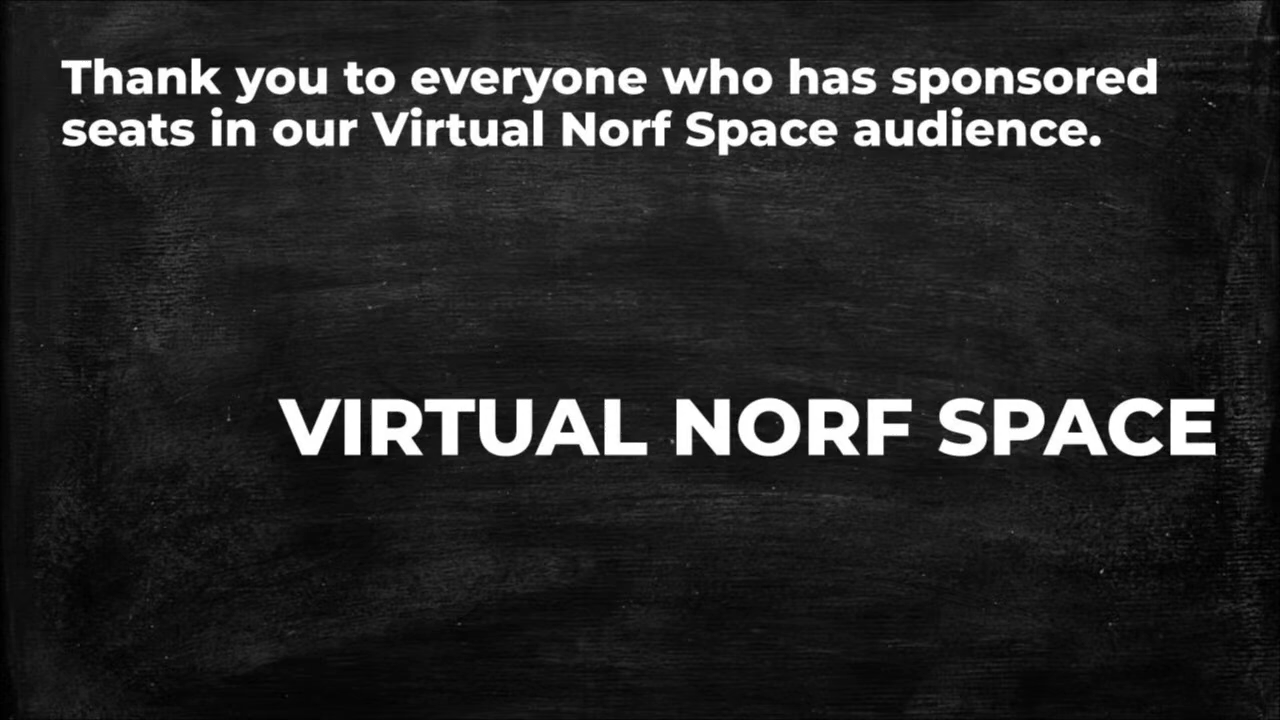 Thank you to everyone who has sponsored
seats in our Virtual Norf Space audience.
VIRTUAL NORF SPACE